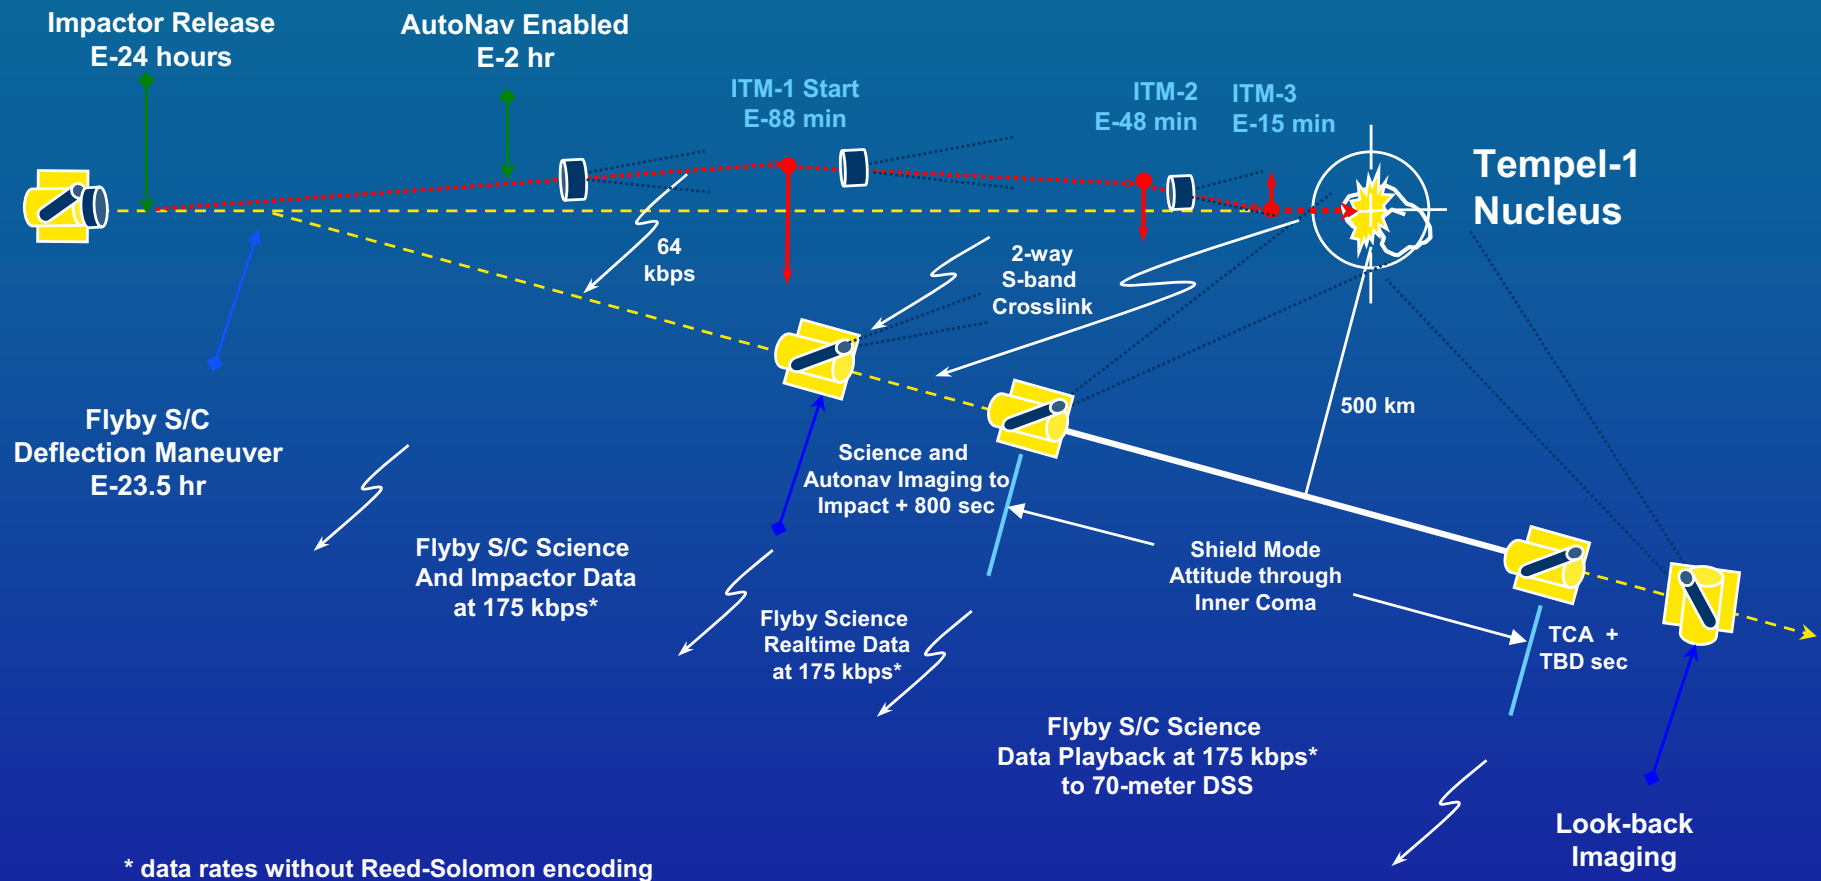 Impactor Release
E-24 hours
AutoNav Enabled
E-2 hr
ITM-1 Start
E-88 min
ITM-2
E-48 min
ITM-3
E-15 min
Tempel-1
Nucleus
64
kbps
2-way
S-band
Crosslink
500 km
Flyby S/C
Deflection Maneuver
E-23.5 hr
Science and
Autonav Imaging to
Impact + 800 sec
Flyby S/C Science
And Impactor Data
at 175 kbps*
Shield Mode
Attitude through
Inner Coma
Flyby Science
Realtime Data
at 175 kbps*
TCA +
TBD sec
Flyby S/C Science
Data Playback at 175 kbps*
to 70-meter DSS
Look-back
Imaging
* data rates without Reed-Solomon encoding